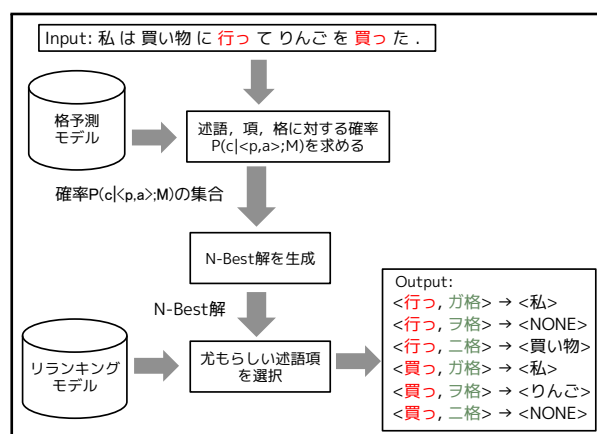 Input: 私 は 買い物 に 行っ て りんご を 買っ た .
格予測
モデル
述語，項，格に対する確率
P(c|<p,a>;M)を求める
確率P(c|<p,a>;M)の集合
N-Best解を生成
N-Best解
リランキング
モデル
尤もらしい述語項
を選択
Output:
<行っ, ガ格> → <私>
<行っ, ヲ格> → <NONE>
<行っ, ニ格> → <買い物>
<買っ, ガ格> → <私>
<買っ, ヲ格> → <りんご>
<買っ, ニ格> → <NONE>